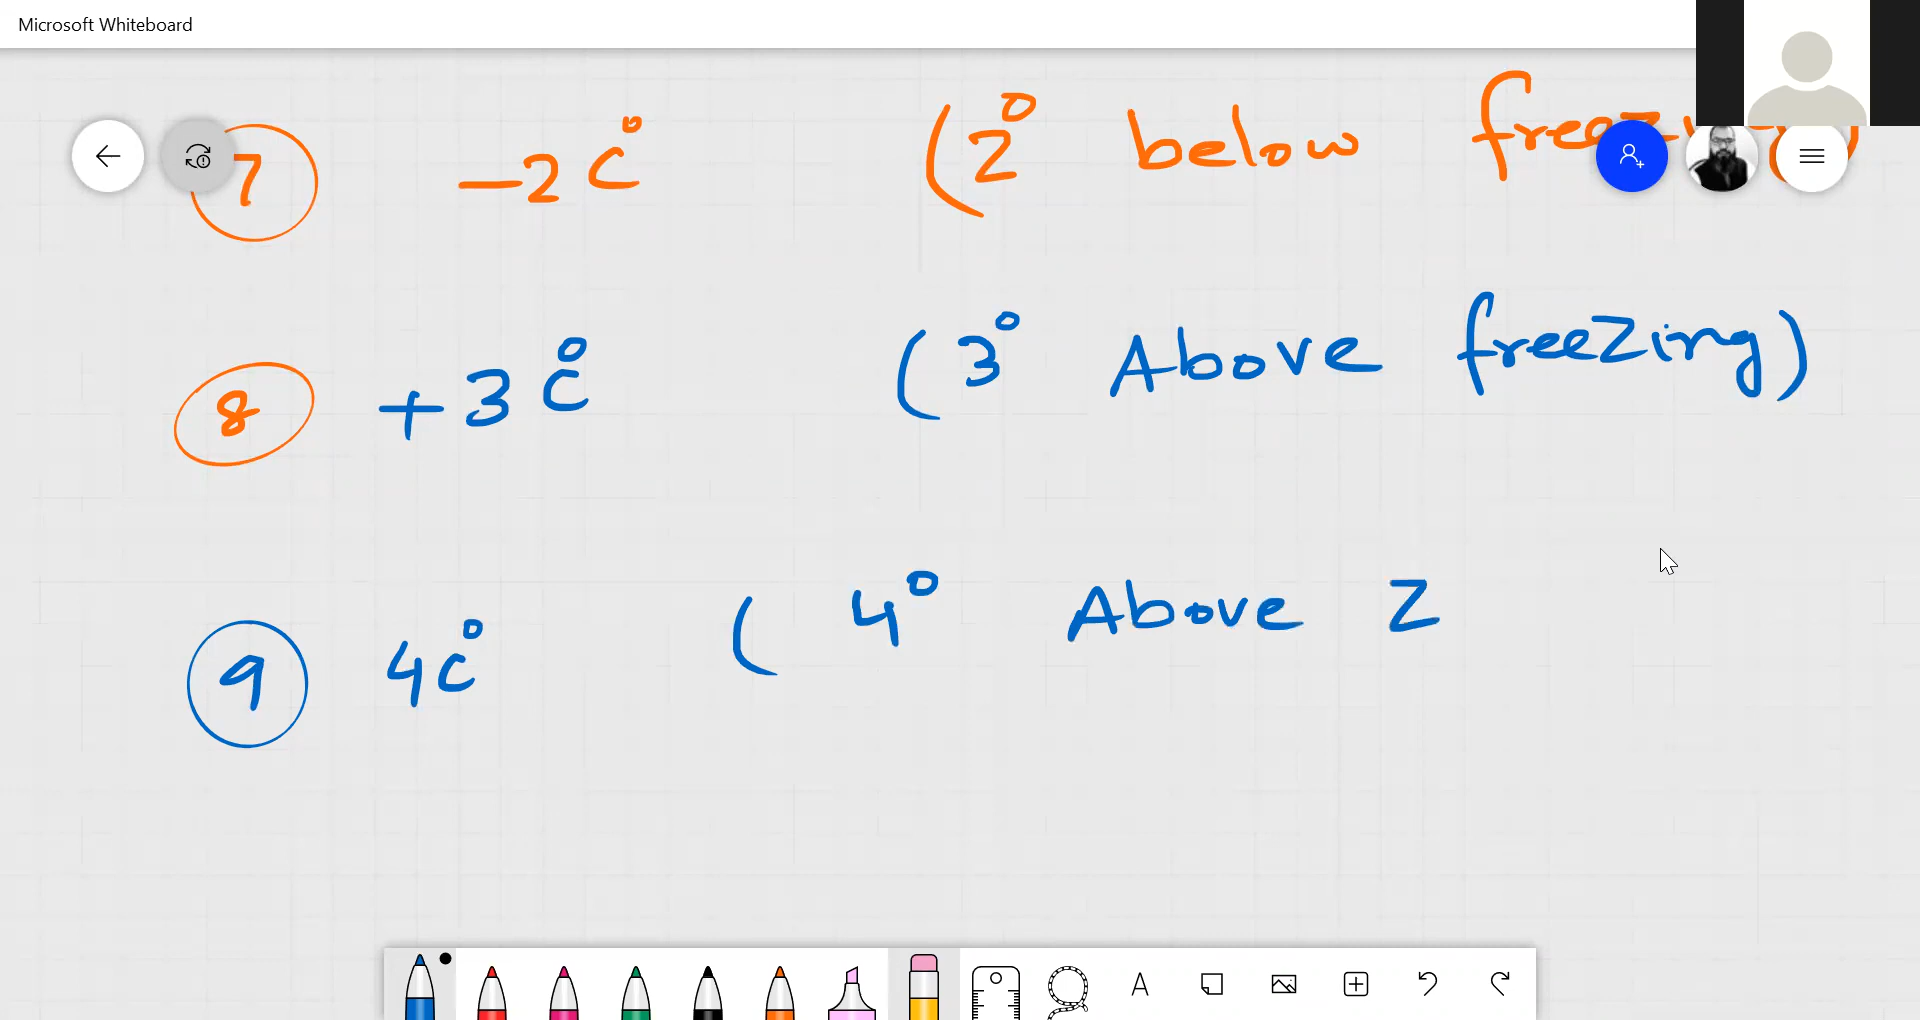 Microsoft Whiteboard
7 -2 C° (2° below
8 +3 C° (3° Above freezing)
9 4C° ( 4° Above Z